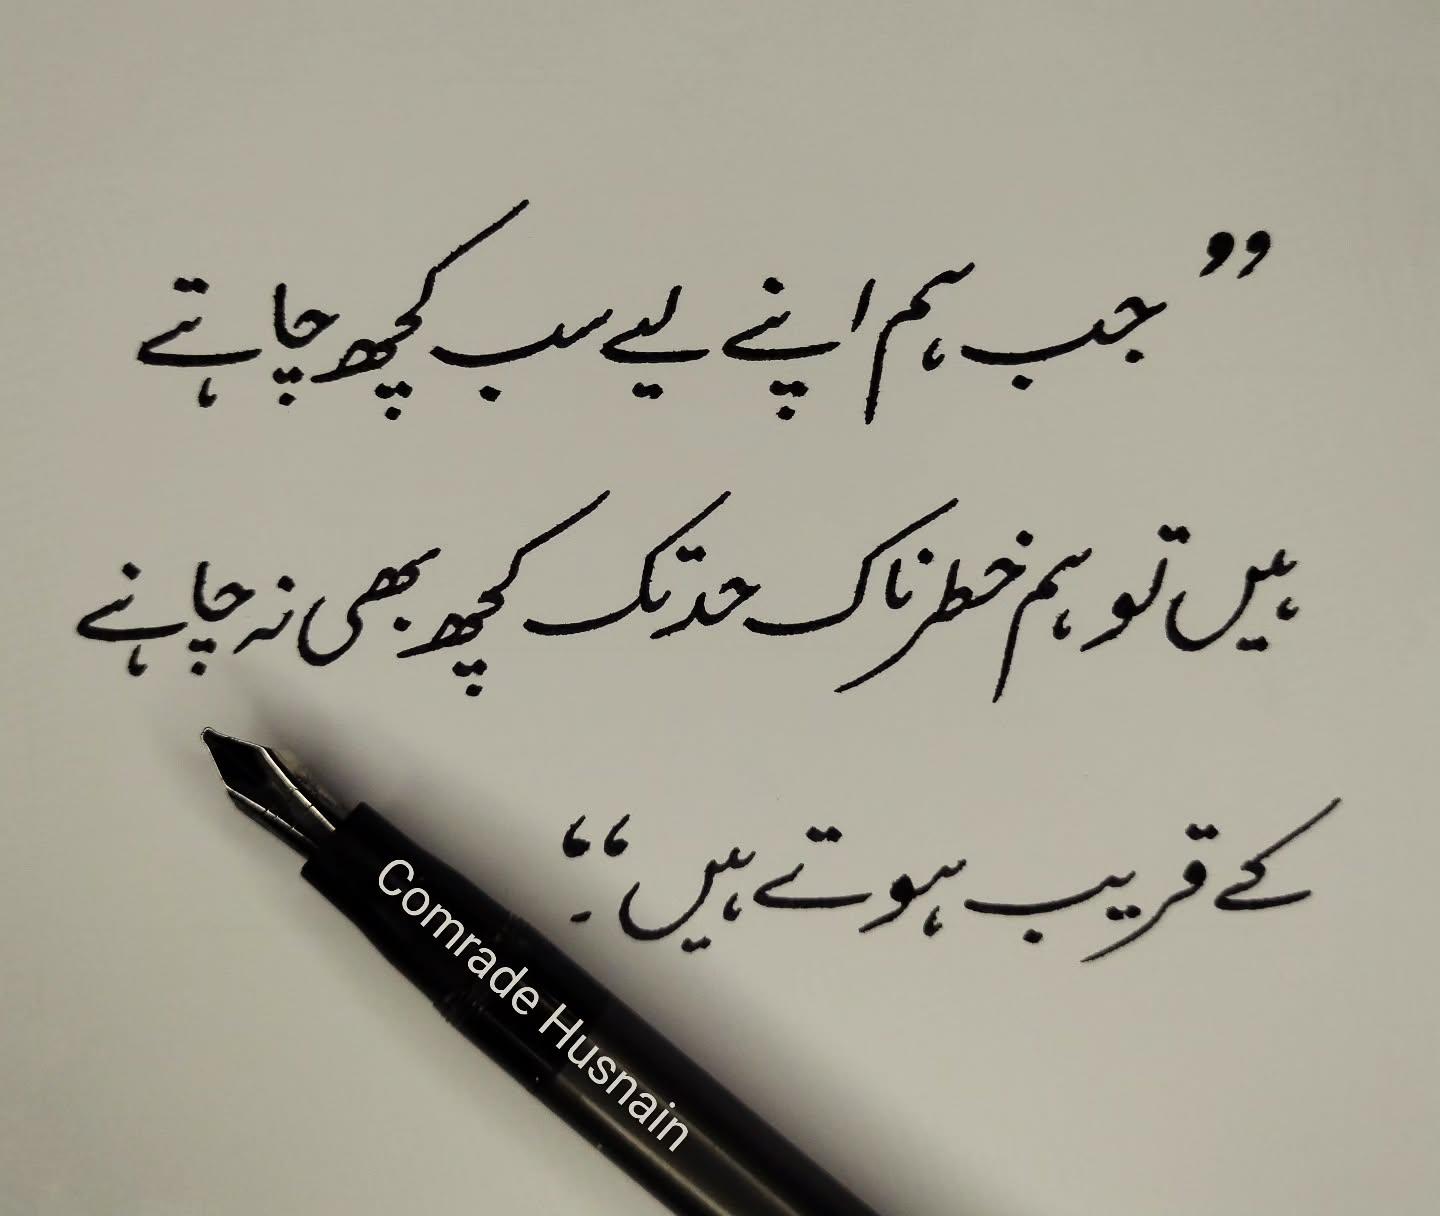 ”جب ہم اپنے لیے سب کچھ چاہتے
ہیں تو ہم خطرناک حد تک کچھ بھی نہ چاہنے
کے قریب ہوتے ہیں“۔
Comrade Husnain